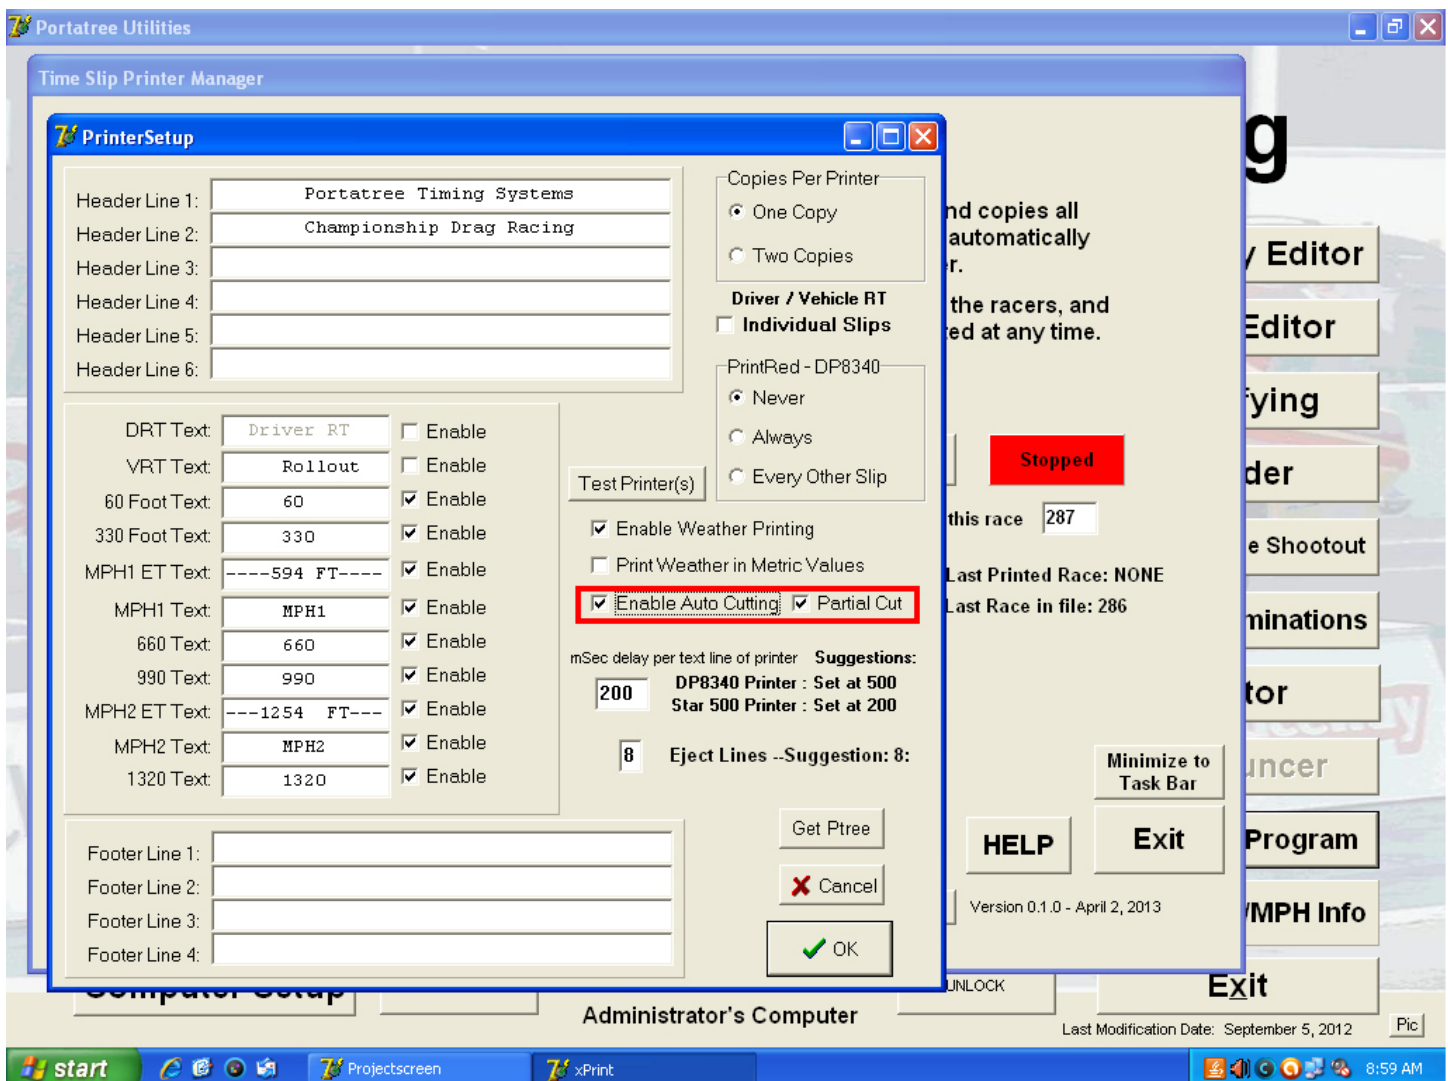 Portatree Utilities
Time Slip Printer Manager
PrinterSetup
g
Header Line 1: Portatree Timing Systems
Header Line 2: Championship Drag Racing
Header Line 3:
Header Line 4:
Header Line 5:
Header Line 6:
Copies Per Printer
One Copy
Two Copies
Driver / Vehicle RT
Individual Slips
PrintRed - DP8340
Never
Always
Every Other Slip
DRT Text: Driver RT Enable
VRT Text: Rollout Enable
60 Foot Text: 60 Enable
330 Foot Text: 330 Enable
MPH1 ET Text: ----594 FT---- Enable
MPH1 Text: MPH1 Enable
660 Text: 660 Enable
990 Text: 990 Enable
MPH2 ET Text: ---1254 FT--- Enable
MPH2 Text: MPH2 Enable
1320 Text: 1320 Enable
Test Printer(s)
Enable Weather Printing
Print Weather in Metric Values
Enable Auto Cutting Partial Cut
mSec delay per text line of printer Suggestions:
200 DP8340 Printer : Set at 500
Star 500 Printer : Set at 200
8 Eject Lines --Suggestion: 8:
Footer Line 1:
Footer Line 2:
Footer Line 3:
Footer Line 4:
Get Ptree
Cancel
OK
nd copies all
automatically
r.
the racers, and
ed at any time.
Stopped
this race 287
Last Printed Race: NONE
Last Race in file: 286
Minimize to
Task Bar
HELP
Exit
Version 0.1.0 - April 2, 2013
y Editor
Editor
fying
der
e Shootout
minations
tor
uncer
Program
/MPH Info
Exit
Computer Setup
Administrator's Computer
UNLOCK
Last Modification Date: September 5, 2012
Pic
start
Projectscreen
xPrint
8:59 AM